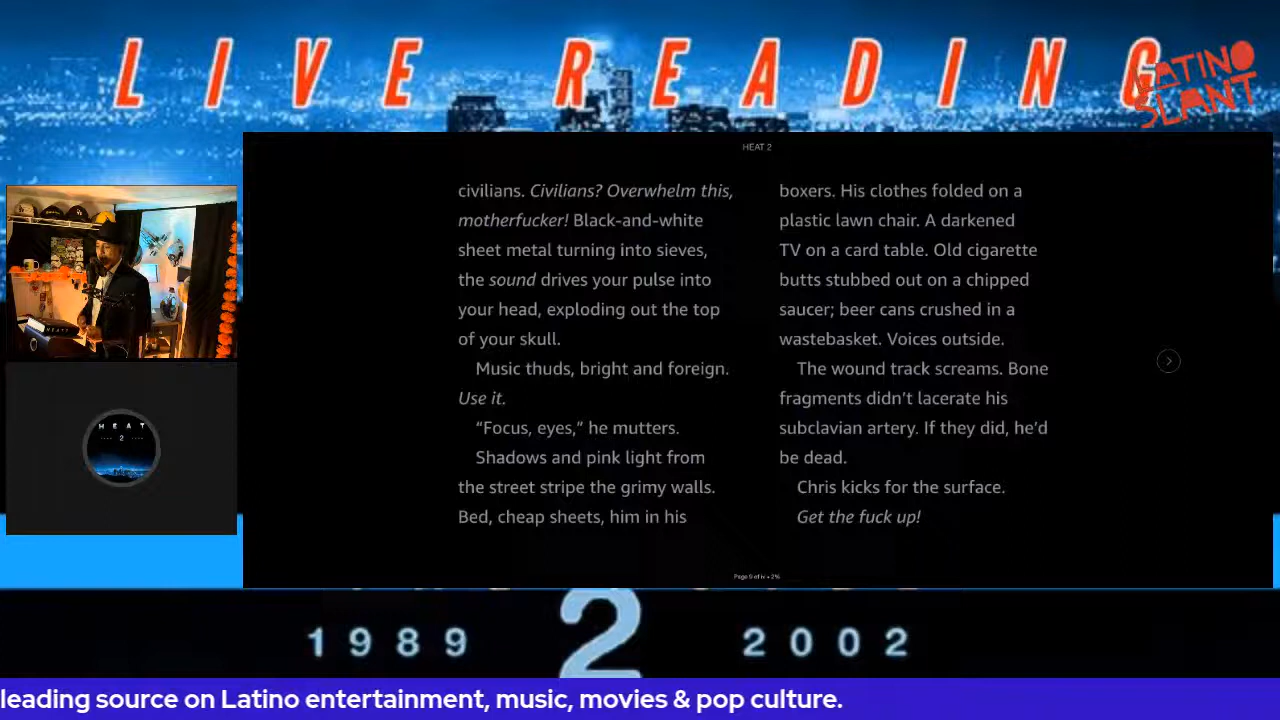 LIVE READING
LATINO
SLANT
HEAT 2
civilians. Civilians? Overwhelm this,
motherfucker! Black-and-white
sheet metal turning into sieves,
the sound drives your pulse into
your head, exploding out the top
of your skull.
Music thuds, bright and foreign.
Use it.
“Focus, eyes,” he mutters.
Shadows and pink light from
the street stripe the grimy walls.
Bed, cheap sheets, him in his
boxers. His clothes folded on a
plastic lawn chair. A darkened
TV on a card table. Old cigarette
butts stubbed out on a chipped
saucer; beer cans crushed in a
wastebasket. Voices outside.
The wound track screams. Bone
fragments didn’t lacerate his
subclavian artery. If they did, he’d
be dead.
Chris kicks for the surface.
Get the fuck up!
HEAT
2
1989 2 2002
leading source on Latino entertainment, music, movies & pop culture.